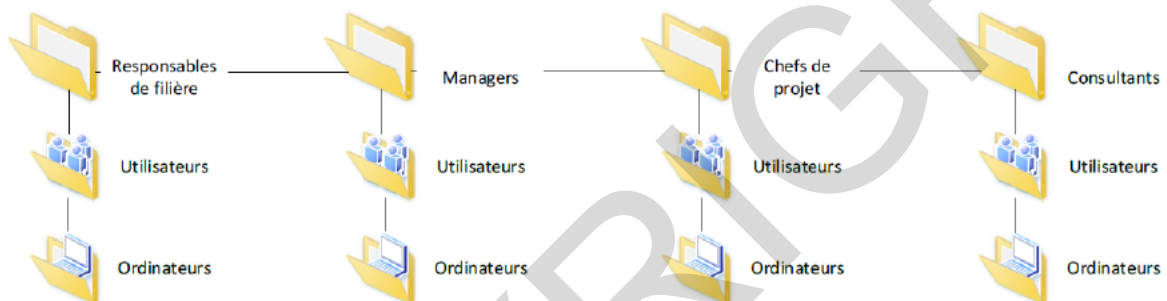 Responsables
de filière
Managers
Chefs de
projet
Consultants
Utilisateurs
Utilisateurs
Utilisateurs
Utilisateurs
Ordinateurs
Ordinateurs
Ordinateurs
Ordinateurs